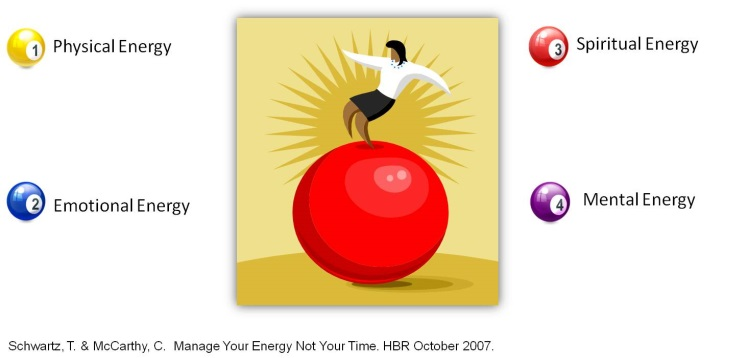 1 Physical Energy
2 Emotional Energy
3 Spiritual Energy
4 Mental Energy
Schwartz, T. & McCarthy, C.  Manage Your Energy Not Your Time. HBR October 2007.